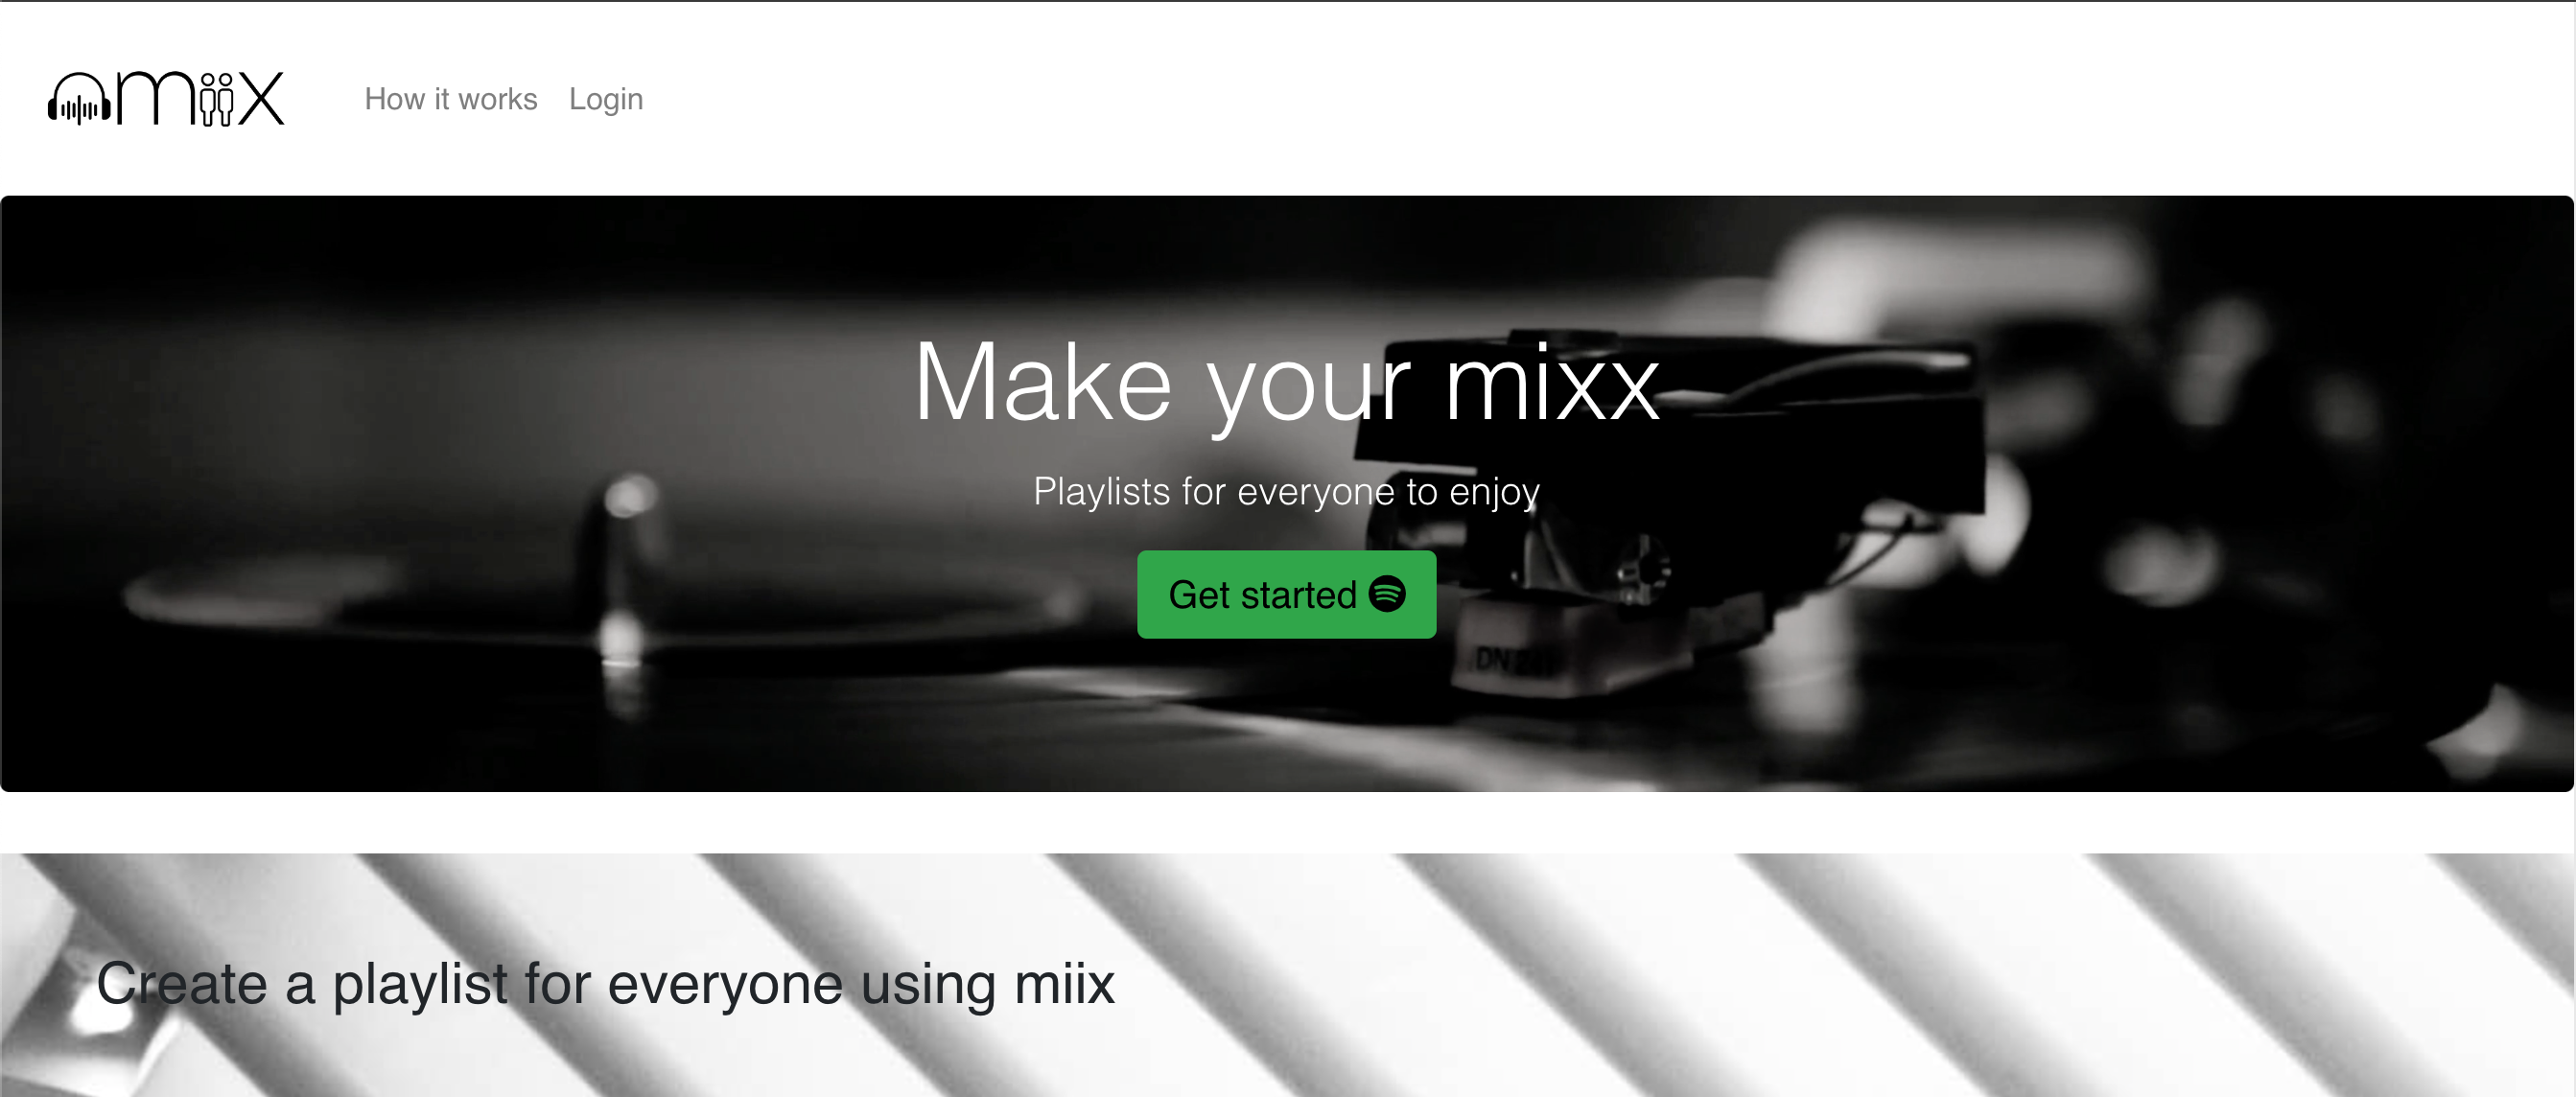 miix
How it works
Login
Make your mixx
Playlists for everyone to enjoy
Get started
Create a playlist for everyone using miix